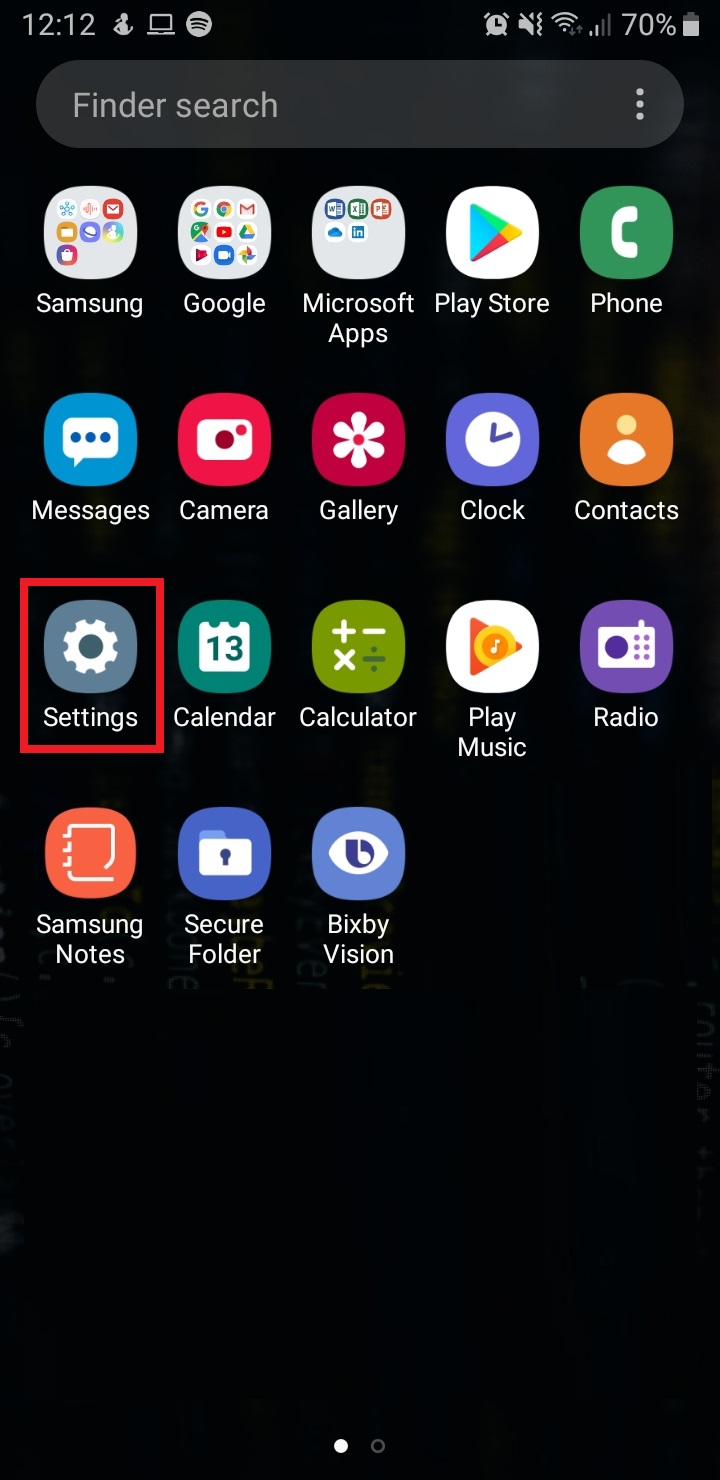 12:12
70%
Finder search
Samsung
Google
Microsoft
Apps
Play Store
Phone
Messages
Camera
Gallery
Clock
Contacts
Settings
13
Calendar
Calculator
Play
Music
Radio
Samsung
Notes
Secure
Folder
Bixby
Vision